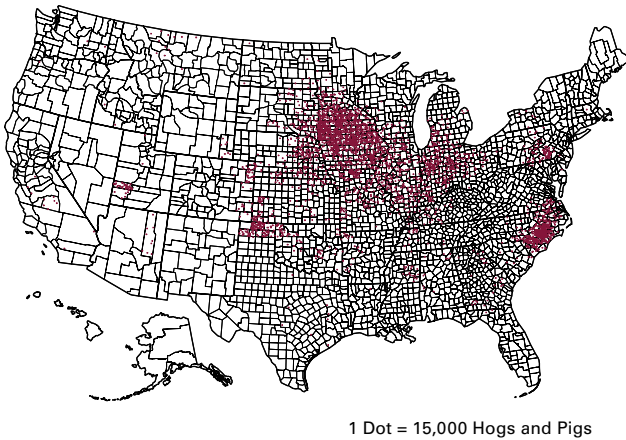 1 Dot = 15,000 Hogs and Pigs